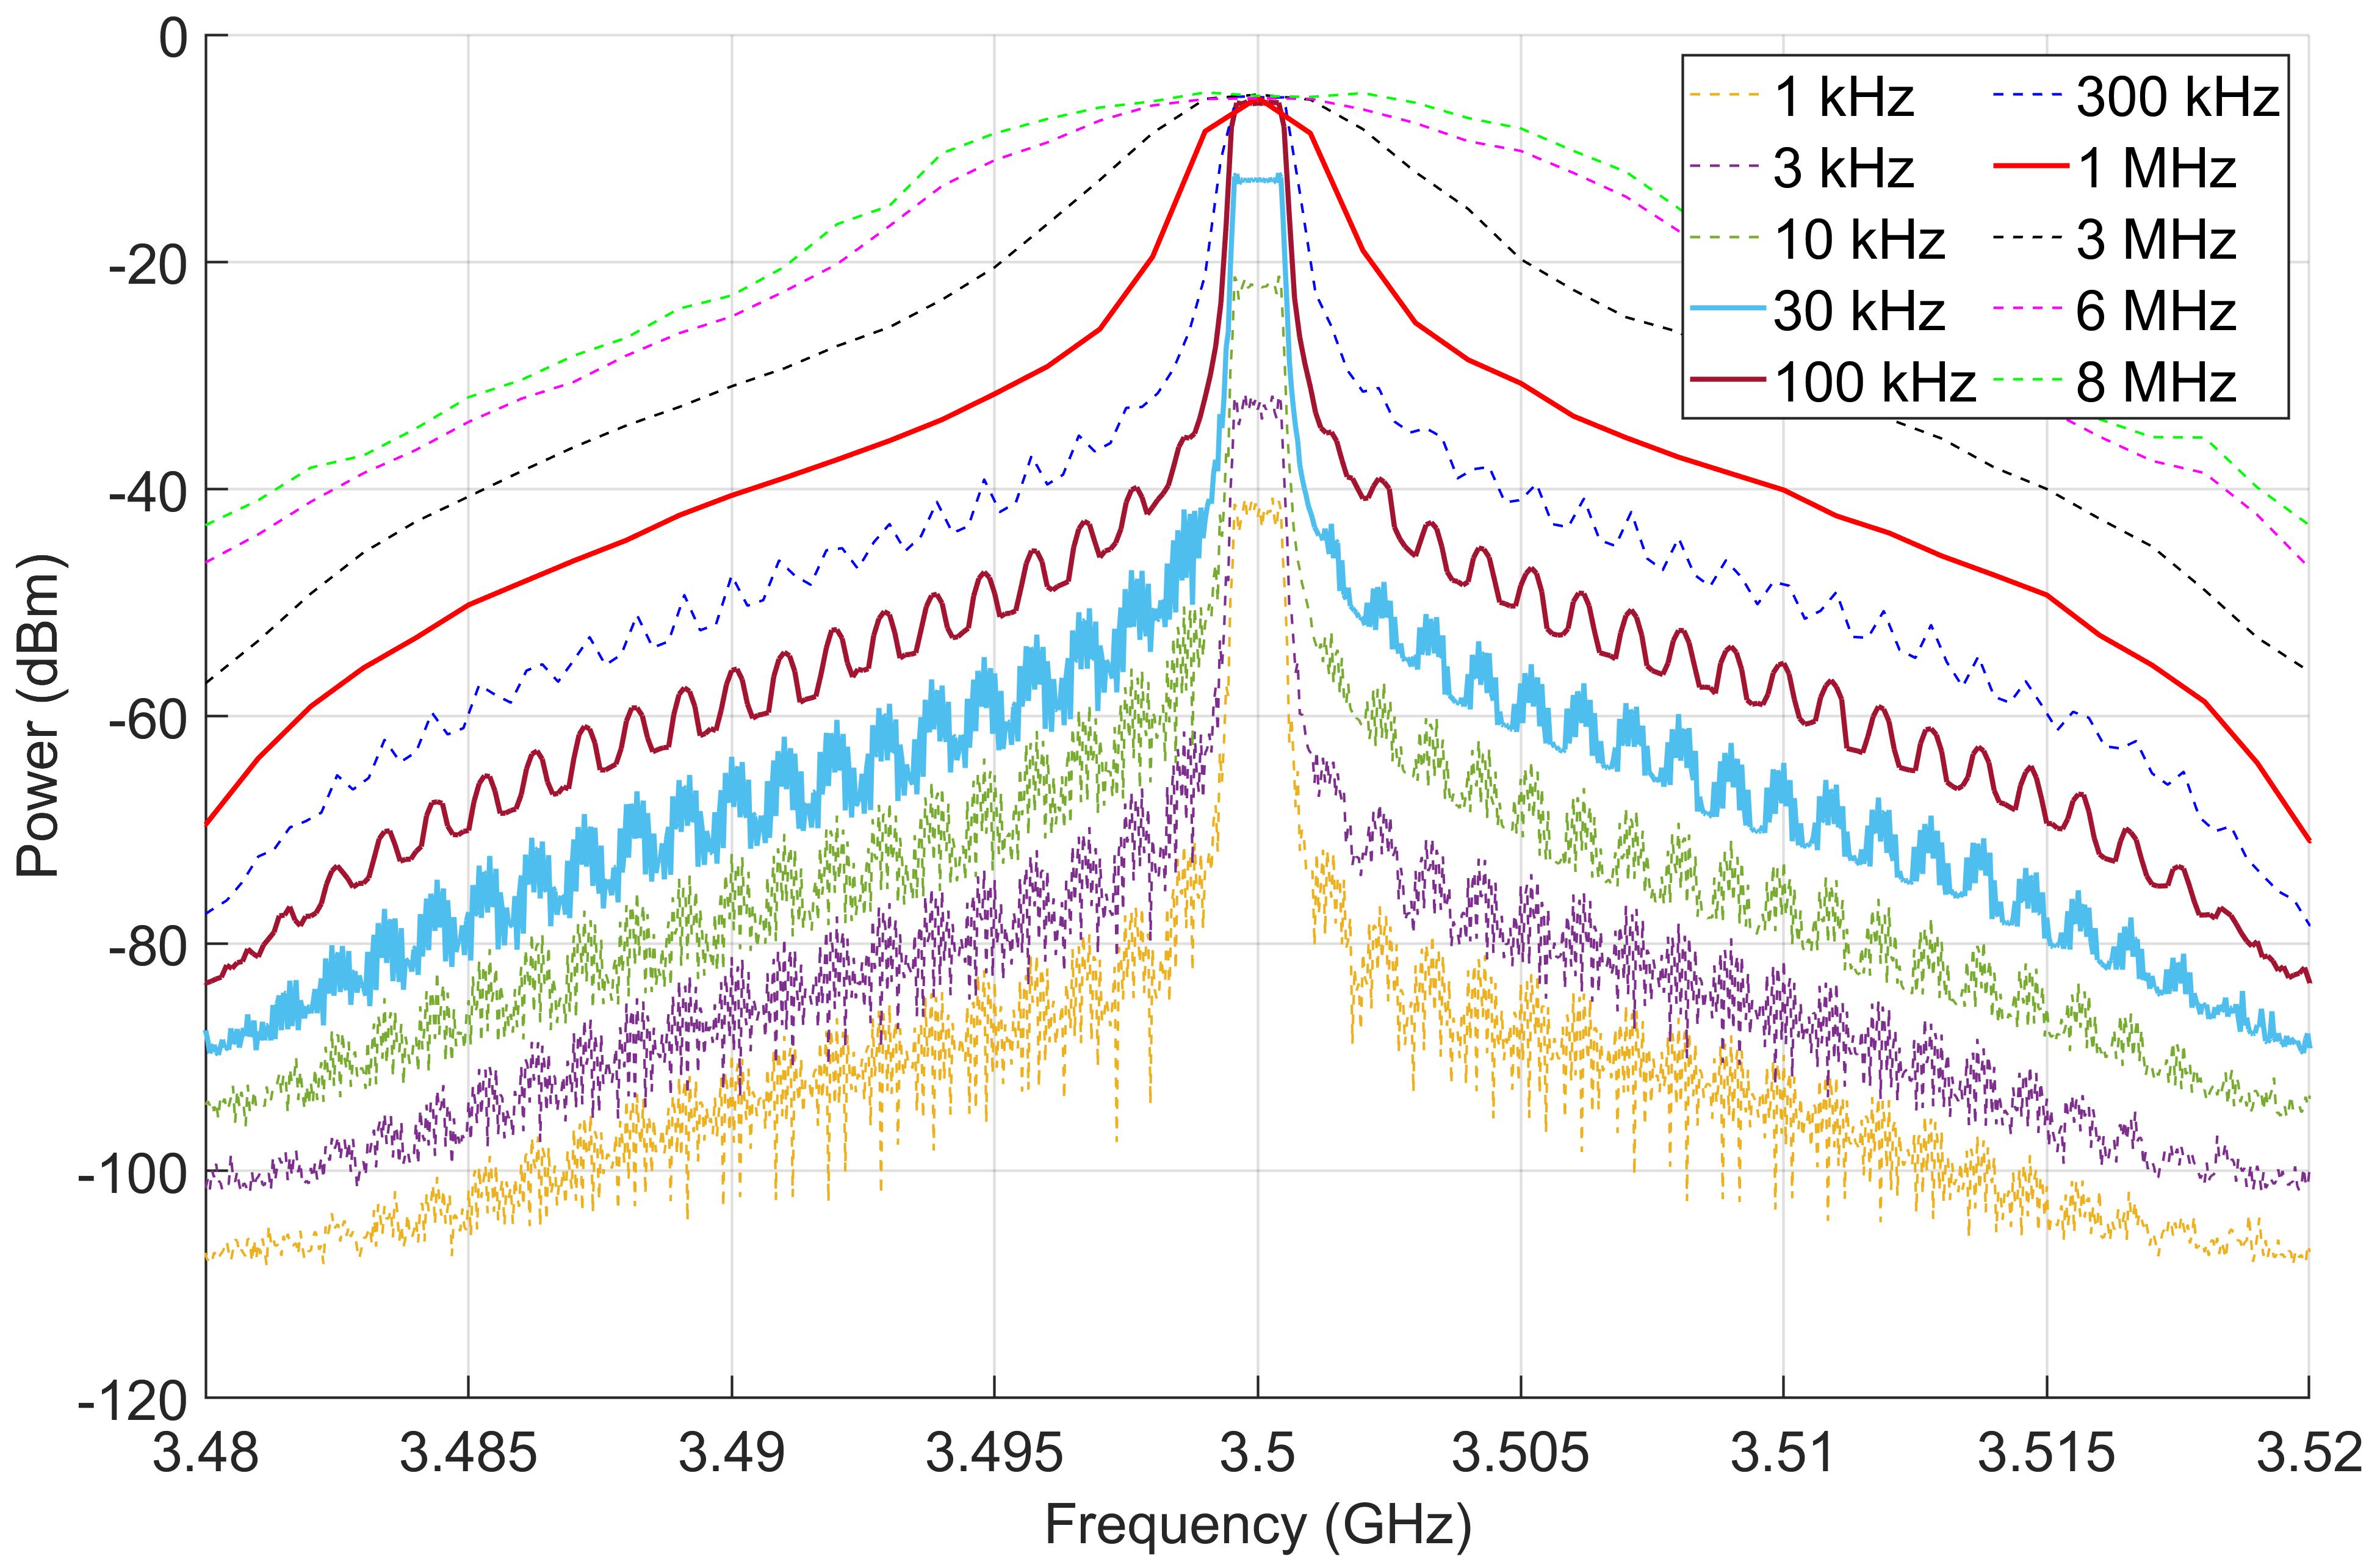 0
-20
-40
-60
-80
-100
-120
Power (dBm)
1 kHz
3 kHz
10 kHz
30 kHz
100 kHz
300 kHz
1 MHz
3 MHz
6 MHz
8 MHz
3.48 3.485 3.49 3.495 3.5 3.505 3.51 3.515 3.52
Frequency (GHz)